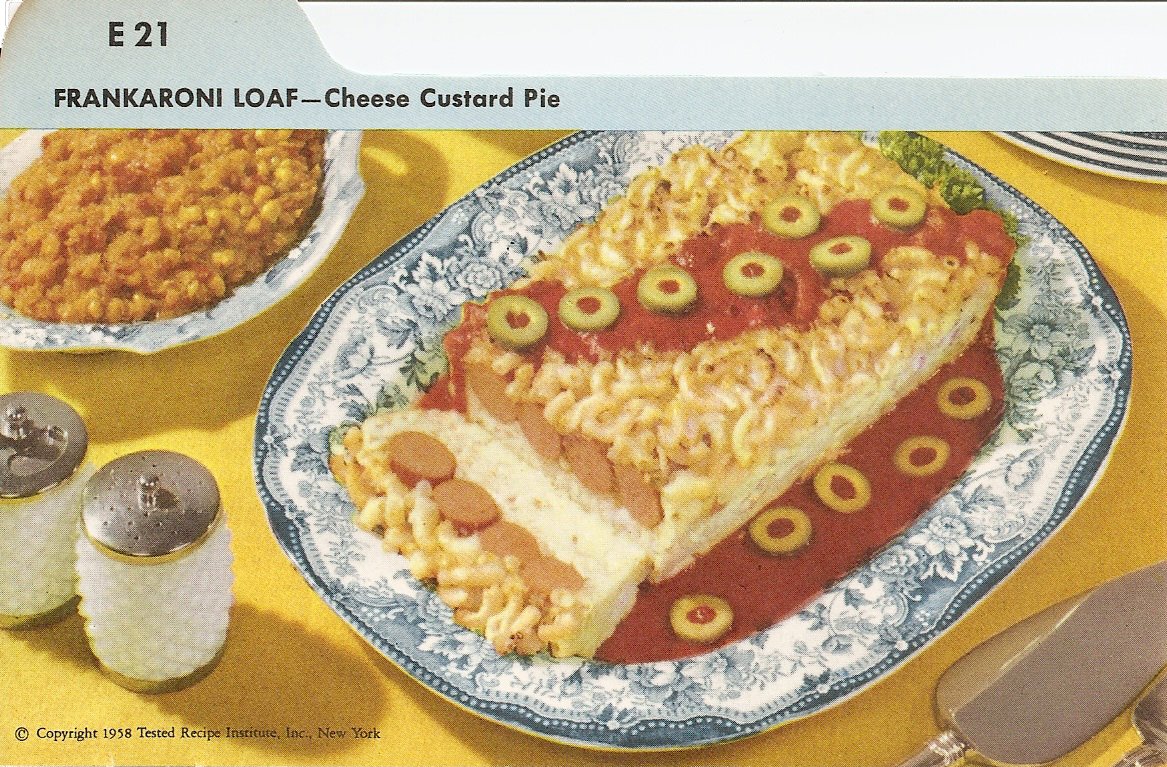 E 21
FRANKARONI LOAF—Cheese Custard Pie
© Copyright 1958 Tested Recipe Institute, Inc., New York